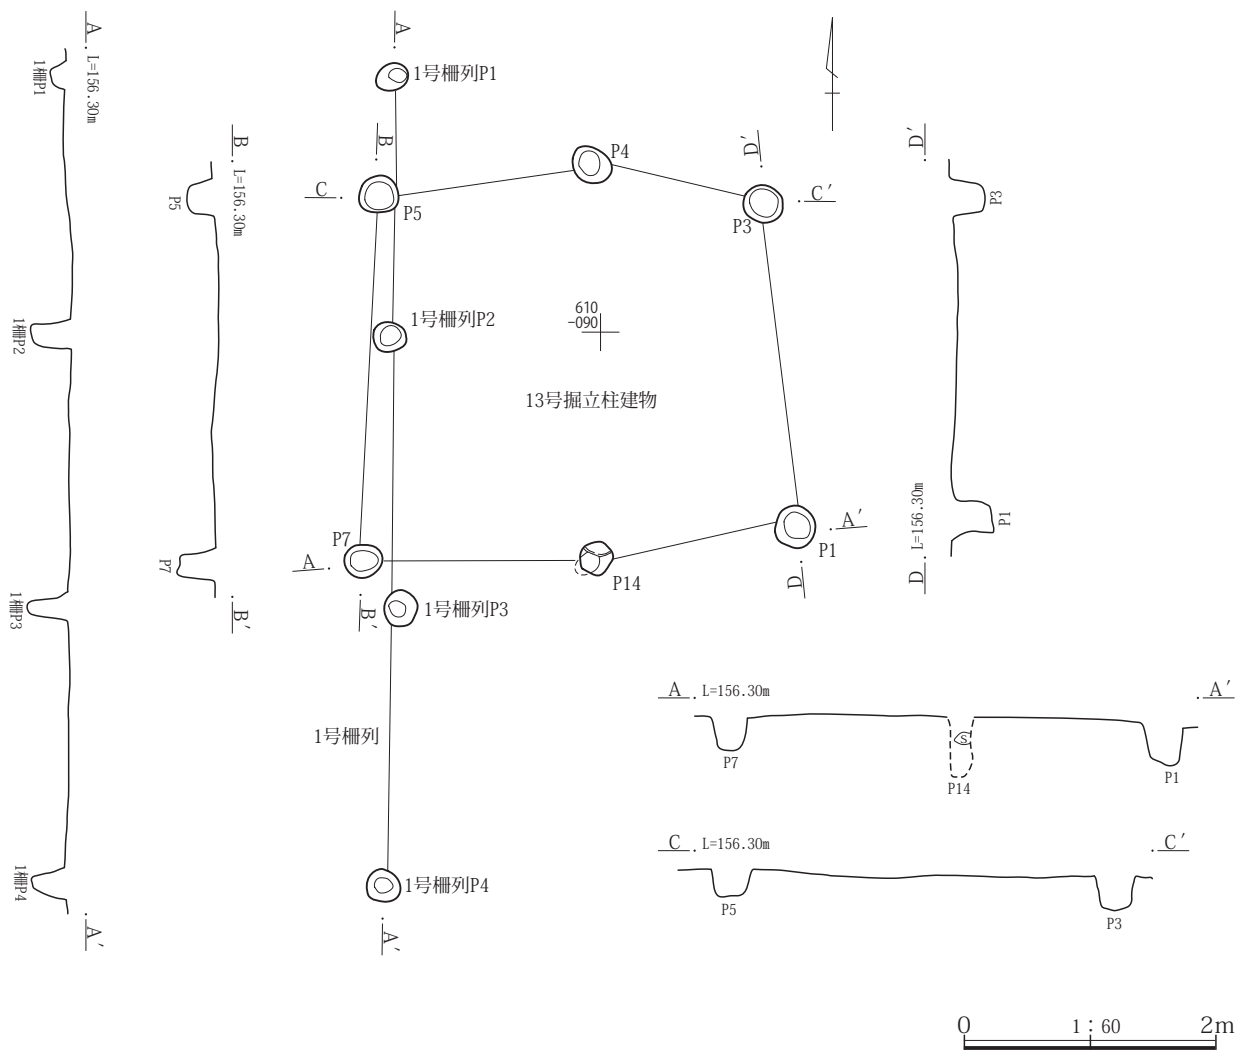 A
L=156.30m
1柵P1
1柵P2
1柵P3
1柵P4
A′
B
L=156.30m
P5
P7
B′
A
1号柵列P1
B
C
P5
P4
D′
C′
P3
1号柵列P2
610
-090
13号掘立柱建物
P7
A
P14
A′
P1
D
B′
1号柵列P3
1号柵列
1号柵列P4
A′
D′
P3
L=156.30m
P1
D
A
L=156.30m
A′
P7
S
P14
P1
C
L=156.30m
C′
P5
P3
0
1：60
2m